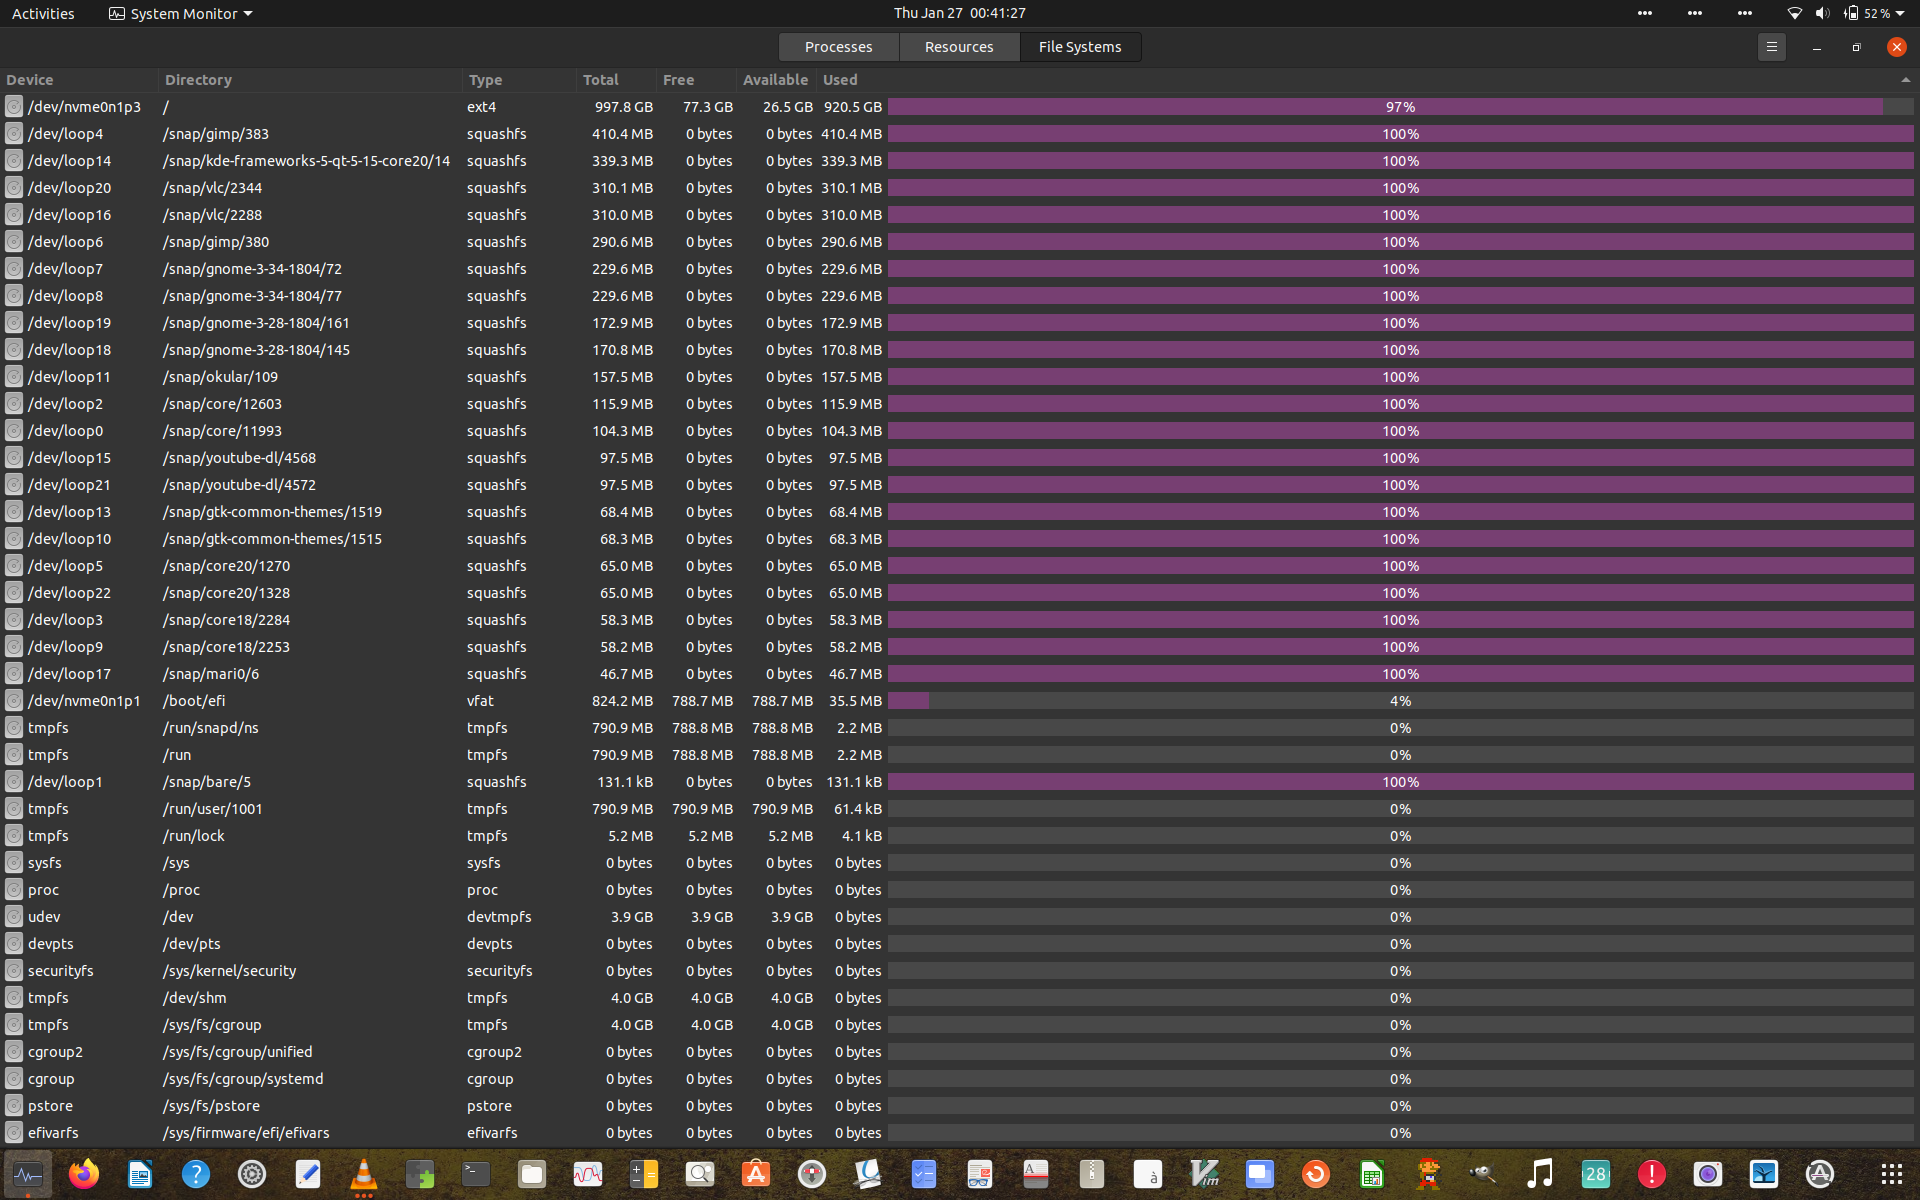 Activities System Monitor Thu Jan 27 00:41:27 52 %
Processes Resources File Systems
Device Directory Type Total Free Available Used
/dev/nvme0n1p3 / ext4 997.8 GB 77.3 GB 26.5 GB 920.5 GB 97%
/dev/loop4 /snap/gimp/383 squashfs 410.4 MB 0 bytes 0 bytes 410.4 MB 100%
/dev/loop14 /snap/kde-frameworks-5-qt-5-15-core20/14 squashfs 339.3 MB 0 bytes 0 bytes 339.3 MB 100%
/dev/loop20 /snap/vlc/2344 squashfs 310.1 MB 0 bytes 0 bytes 310.1 MB 100%
/dev/loop16 /snap/vlc/2288 squashfs 310.0 MB 0 bytes 0 bytes 310.0 MB 100%
/dev/loop6 /snap/gimp/380 squashfs 290.6 MB 0 bytes 0 bytes 290.6 MB 100%
/dev/loop7 /snap/gnome-3-34-1804/72 squashfs 229.6 MB 0 bytes 0 bytes 229.6 MB 100%
/dev/loop8 /snap/gnome-3-34-1804/77 squashfs 229.6 MB 0 bytes 0 bytes 229.6 MB 100%
/dev/loop19 /snap/gnome-3-28-1804/161 squashfs 172.9 MB 0 bytes 0 bytes 172.9 MB 100%
/dev/loop18 /snap/gnome-3-28-1804/145 squashfs 170.8 MB 0 bytes 0 bytes 170.8 MB 100%
/dev/loop11 /snap/okular/109 squashfs 157.5 MB 0 bytes 0 bytes 157.5 MB 100%
/dev/loop2 /snap/core/12603 squashfs 115.9 MB 0 bytes 0 bytes 115.9 MB 100%
/dev/loop0 /snap/core/11993 squashfs 104.3 MB 0 bytes 0 bytes 104.3 MB 100%
/dev/loop15 /snap/youtube-dl/4568 squashfs 97.5 MB 0 bytes 0 bytes 97.5 MB 100%
/dev/loop21 /snap/youtube-dl/4572 squashfs 97.5 MB 0 bytes 0 bytes 97.5 MB 100%
/dev/loop13 /snap/gtk-common-themes/1519 squashfs 68.4 MB 0 bytes 0 bytes 68.4 MB 100%
/dev/loop10 /snap/gtk-common-themes/1515 squashfs 68.3 MB 0 bytes 0 bytes 68.3 MB 100%
/dev/loop5 /snap/core20/1270 squashfs 65.0 MB 0 bytes 0 bytes 65.0 MB 100%
/dev/loop22 /snap/core20/1328 squashfs 65.0 MB 0 bytes 0 bytes 65.0 MB 100%
/dev/loop3 /snap/core18/2284 squashfs 58.3 MB 0 bytes 0 bytes 58.3 MB 100%
/dev/loop9 /snap/core18/2253 squashfs 58.2 MB 0 bytes 0 bytes 58.2 MB 100%
/dev/loop17 /snap/mari0/6 squashfs 46.7 MB 0 bytes 0 bytes 46.7 MB 100%
/dev/nvme0n1p1 /boot/efi vfat 824.2 MB 788.7 MB 788.7 MB 35.5 MB 4%
tmpfs /run/snapd/ns tmpfs 790.9 MB 788.8 MB 788.8 MB 2.2 MB 0%
tmpfs /run tmpfs 790.9 MB 788.8 MB 788.8 MB 2.2 MB 0%
/dev/loop1 /snap/bare/5 squashfs 131.1 kB 0 bytes 0 bytes 131.1 kB 100%
tmpfs /run/user/1001 tmpfs 790.9 MB 790.9 MB 790.9 MB 61.4 kB 0%
tmpfs /run/lock tmpfs 5.2 MB 5.2 MB 5.2 MB 4.1 kB 0%
sysfs /sys sysfs 0 bytes 0 bytes 0 bytes 0 bytes 0%
proc /proc proc 0 bytes 0 bytes 0 bytes 0 bytes 0%
udev /dev devtmpfs 3.9 GB 3.9 GB 3.9 GB 0 bytes 0%
devpts /dev/pts devpts 0 bytes 0 bytes 0 bytes 0 bytes 0%
securityfs /sys/kernel/security securityfs 0 bytes 0 bytes 0 bytes 0 bytes 0%
tmpfs /dev/shm tmpfs 4.0 GB 4.0 GB 4.0 GB 0 bytes 0%
tmpfs /sys/fs/cgroup tmpfs 4.0 GB 4.0 GB 4.0 GB 0 bytes 0%
cgroup2 /sys/fs/cgroup/unified cgroup2 0 bytes 0 bytes 0 bytes 0 bytes 0%
cgroup /sys/fs/cgroup/systemd cgroup 0 bytes 0 bytes 0 bytes 0 bytes 0%
pstore /sys/fs/pstore pstore 0 bytes 0 bytes 0 bytes 0 bytes 0%
efivarfs /sys/firmware/efi/efivars efivarfs 0 bytes 0 bytes 0 bytes 0 bytes 0%
? >_ A à Vim 28 !